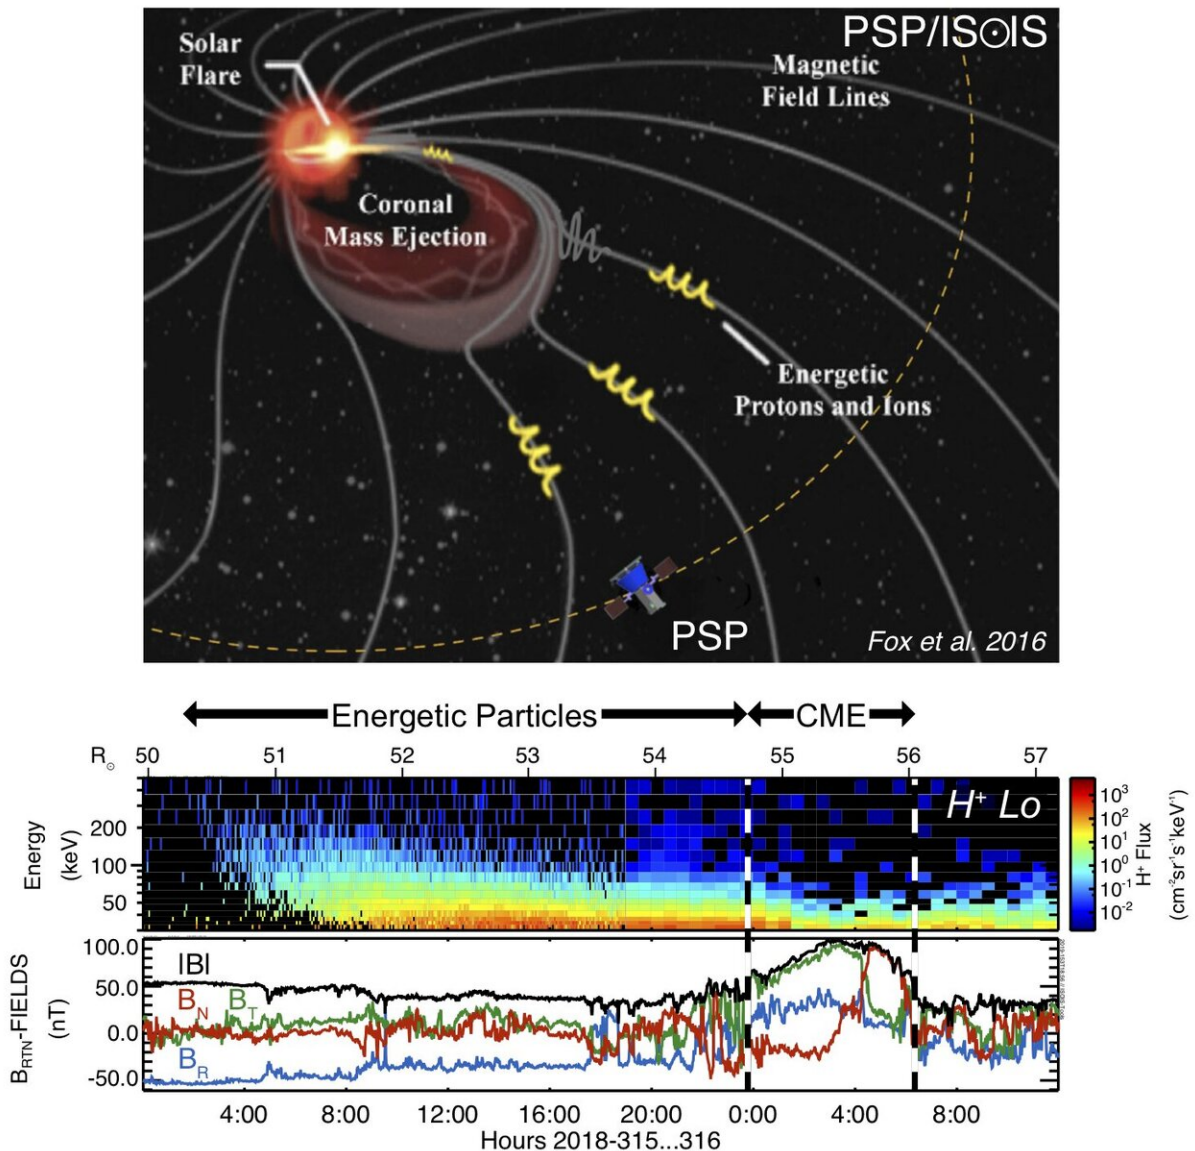 PSP/IS☉IS
Solar
Flare
Magnetic
Field Lines
Coronal
Mass Ejection
Energetic
Protons and Ions
PSP
Fox et al. 2016
Energetic Particles
CME
R☉ 50 51 52 53 54 55 56 57
H⁺ Lo
Energy
(keV)
200
100
50
10³
10²
10¹
10⁰
10⁻¹
10⁻²
H⁺ Flux
(cm⁻²sr⁻¹s⁻¹keV⁻¹)
B_RTN-FIELDS
(nT)
100.0
50.0
0.0
-50.0
|B|
B_N B_T
B_R
4:00 8:00 12:00 16:00 20:00 0:00 4:00 8:00
Hours 2018-315...316